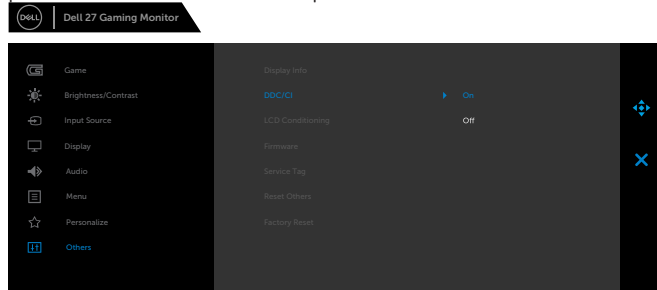 DELL
Dell 27 Gaming Monitor
Game
Display Info
Brightness/Contrast
DDC/CI
On
Input Source
LCD Conditioning
Off
Display
Firmware
Audio
Service Tag
Menu
Reset Others
Personalize
Factory Reset
Others